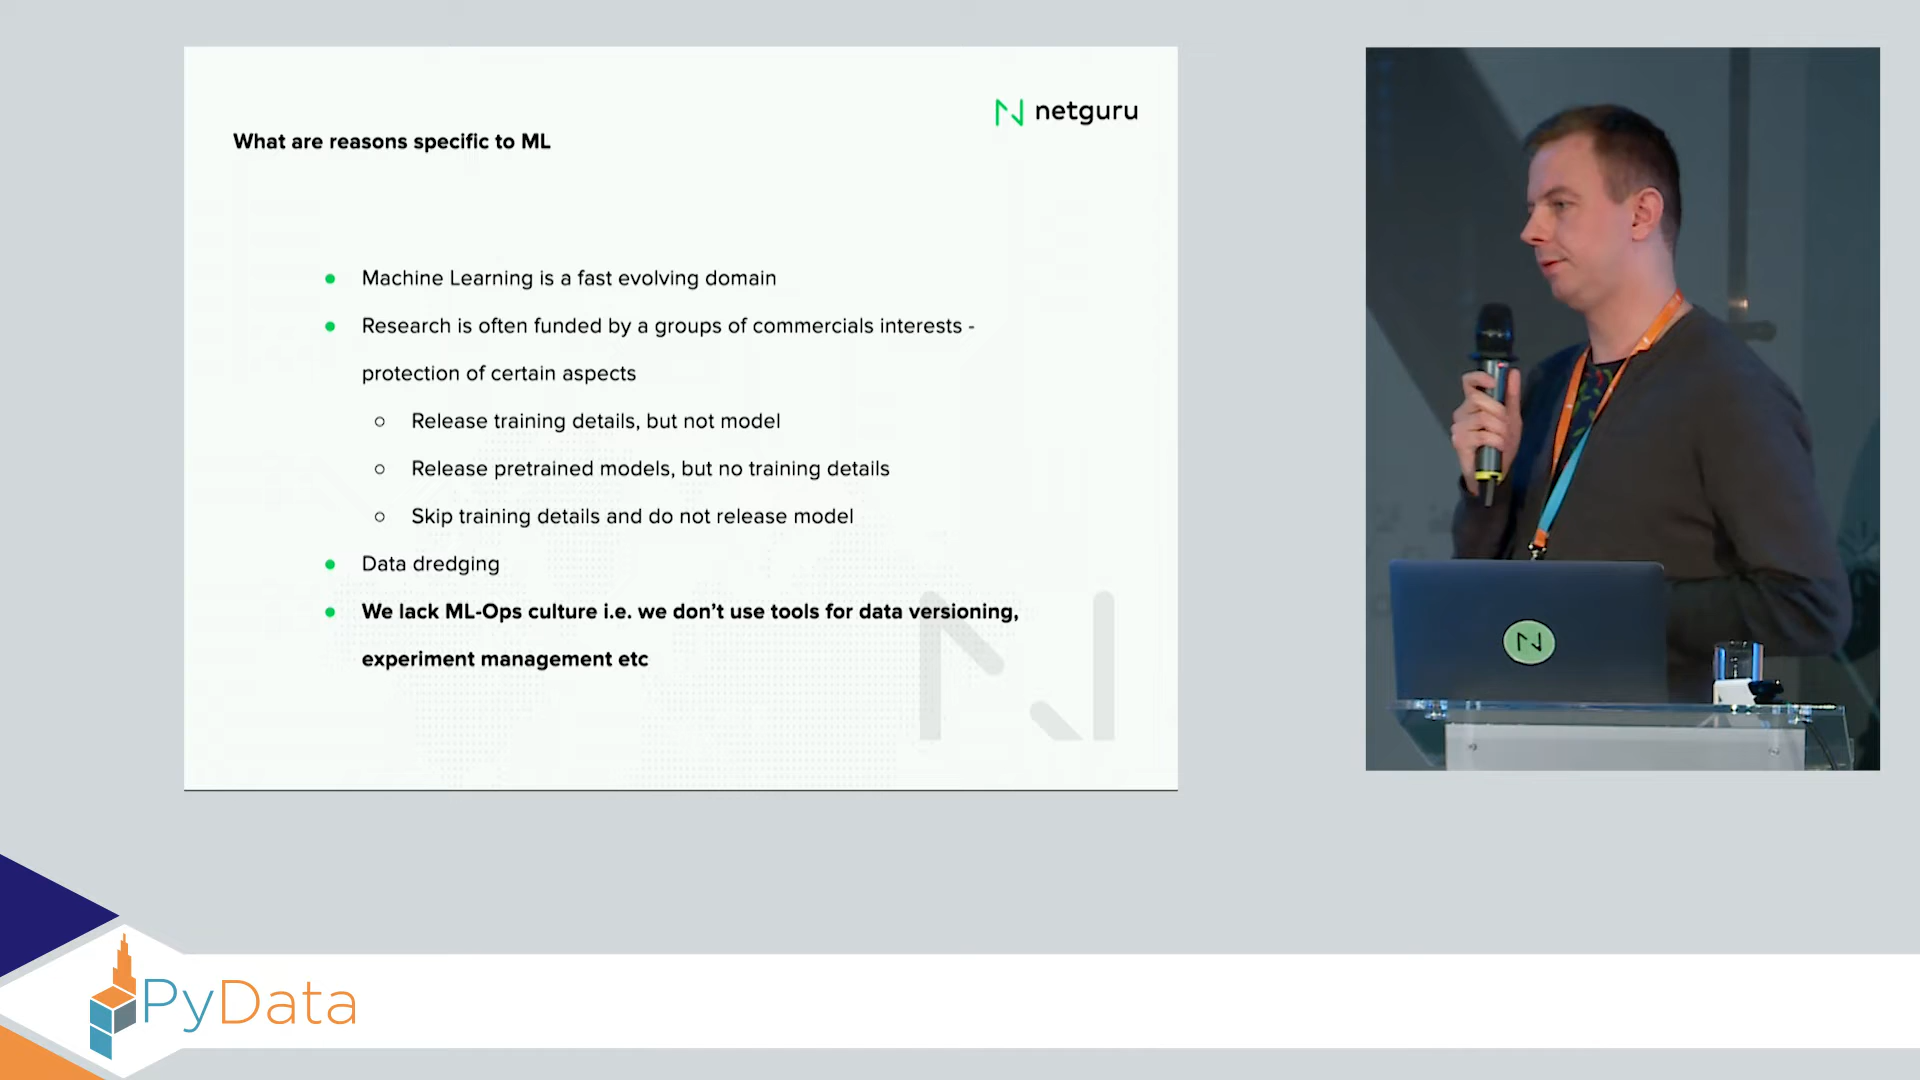 netguru
What are reasons specific to ML
Machine Learning is a fast evolving domain
Research is often funded by a groups of commercials interests -
protection of certain aspects
Release training details, but not model
Release pretrained models, but no training details
Skip training details and do not release model
Data dredging
We lack ML-Ops culture i.e. we don’t use tools for data versioning,
experiment management etc
PyData